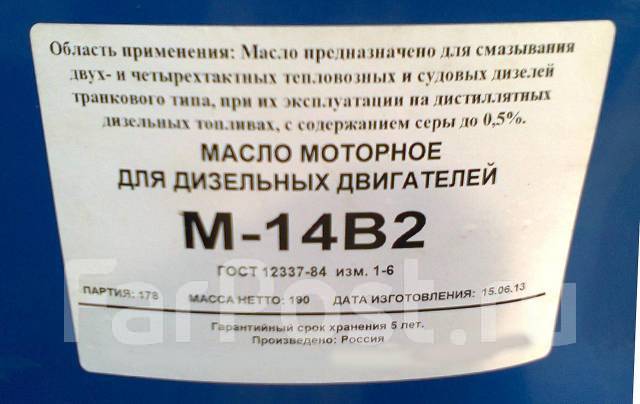 Область применения: Масло предназначено для смазывания
двух- и четырехтактных тепловозных и судовых дизелей
транкового типа, при их эксплуатации на дистиллятных
дизельных топливах, с содержанием серы до 0,5%.
МАСЛО МОТОРНОЕ
ДЛЯ ДИЗЕЛЬНЫХ ДВИГАТЕЛЕЙ
М-14В2
ГОСТ 12337-84 изм. 1-6
ПАРТИЯ: 178 МАССА НЕТТО: 190 ДАТА ИЗГОТОВЛЕНИЯ: 15.06.13
Гарантийный срок хранения 5 лет.
Произведено: Россия
FarPost.ru